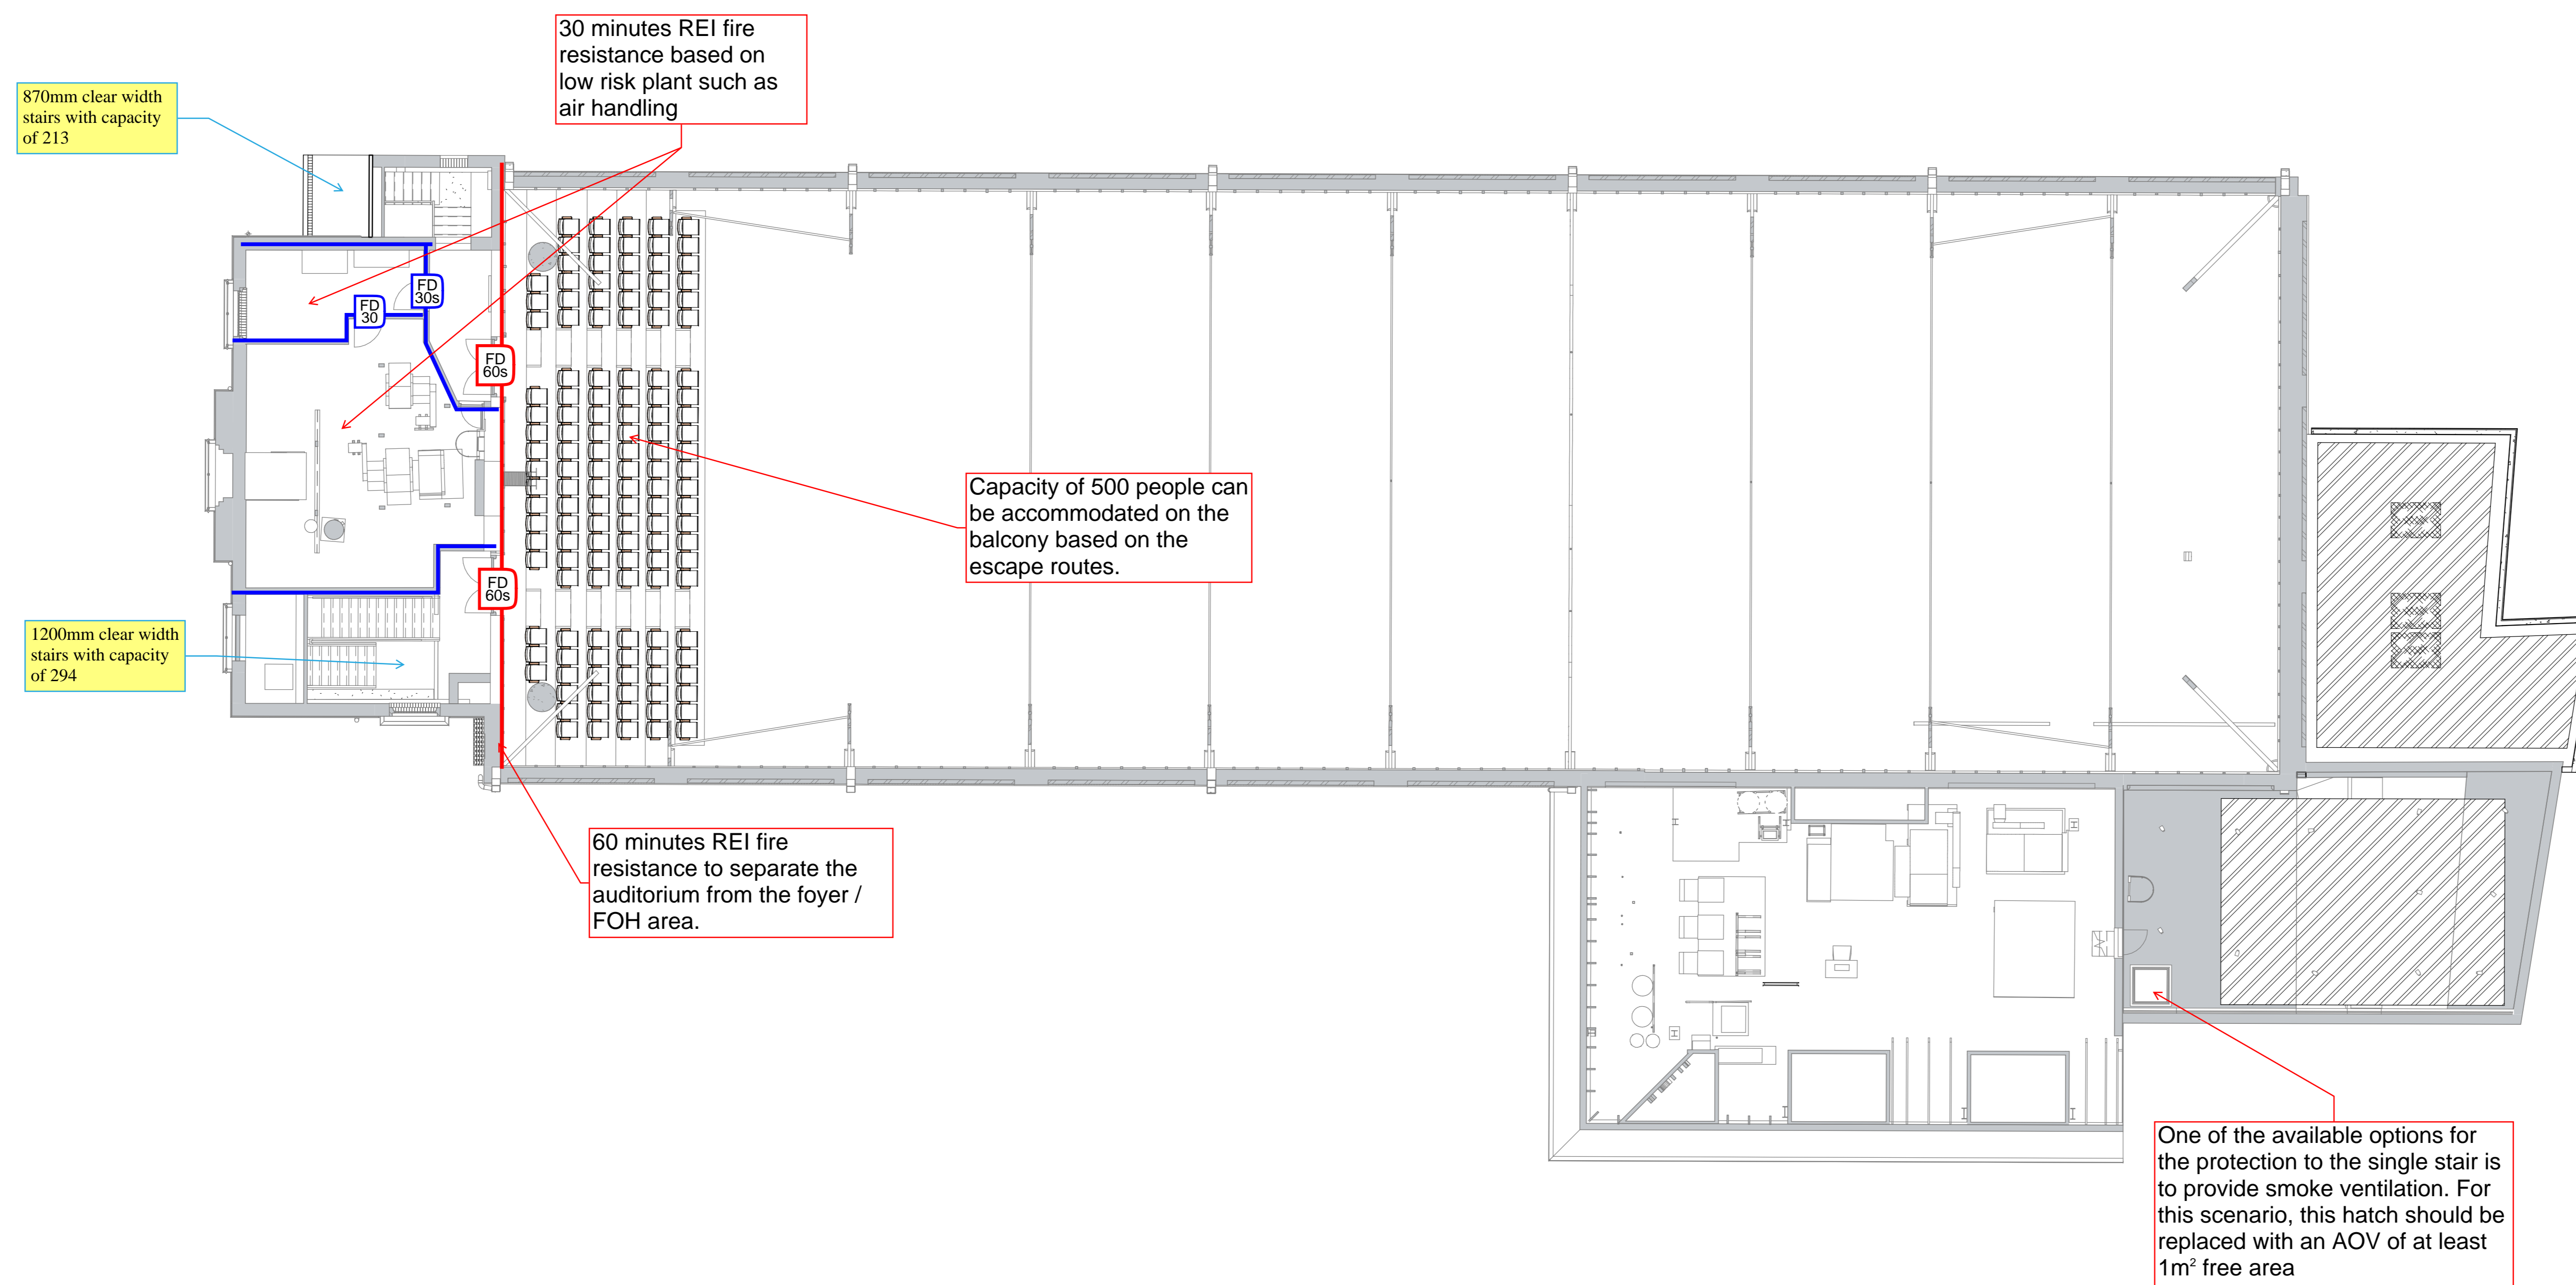 30 minutes REI fire
resistance based on
low risk plant such as
air handling
870mm clear width
stairs with capacity
of 213
FD
30s
FD
30
FD
60s
Capacity of 500 people can
be accommodated on the
balcony based on the
escape routes.
FD
60s
1200mm clear width
stairs with capacity
of 294
60 minutes REI fire
resistance to separate the
auditorium from the foyer /
FOH area.
One of the available options for
the protection to the single stair is
to provide smoke ventilation. For
this scenario, this hatch should be
replaced with an AOV of at least
1m² free area